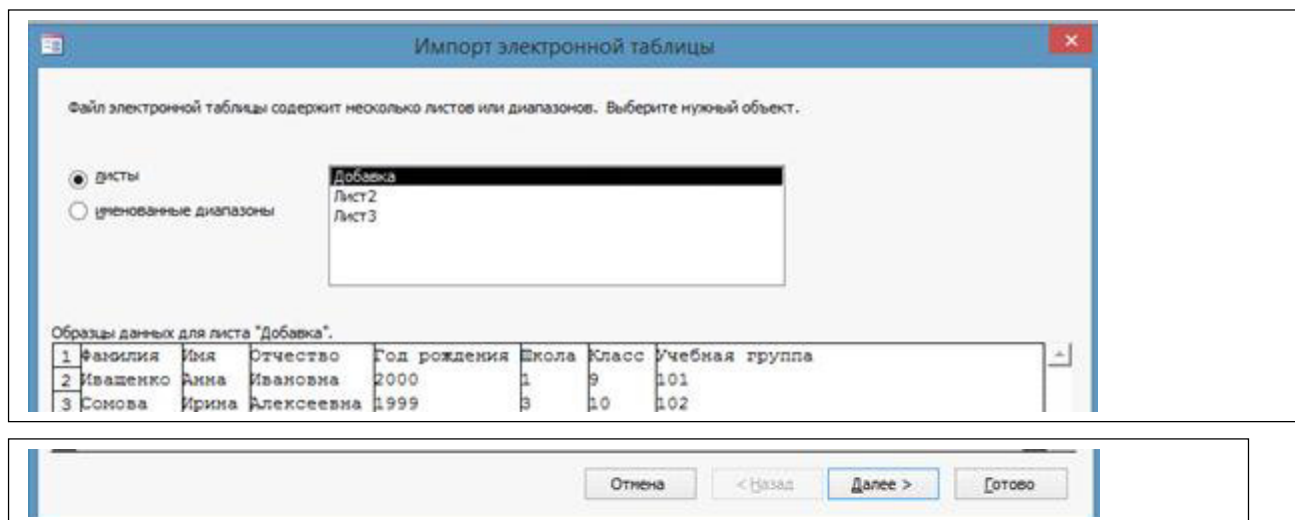 Импорт электронной таблицы
Файл электронной таблицы содержит несколько листов или диапазонов. Выберите нужный объект.
листы
именованные диапазоны
Добавка
Лист2
Лист3
Образцы данных для листа "Добавка".
1 Фамилия Имя Отчество Год рождения Школа Класс Учебная группа
2 Иващенко Анна Ивановна 2000 1 9 101
3 Сомова Ирина Алексеевна 1999 3 10 102
Отмена < Назад Далее > Готово